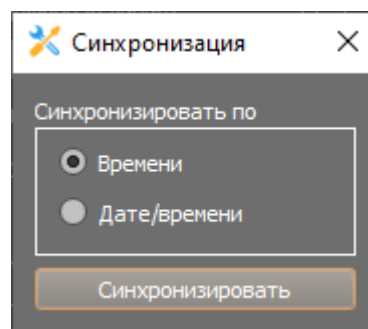 Синхронизация
Синхронизировать по
Времени
Дате/времени
Синхронизировать